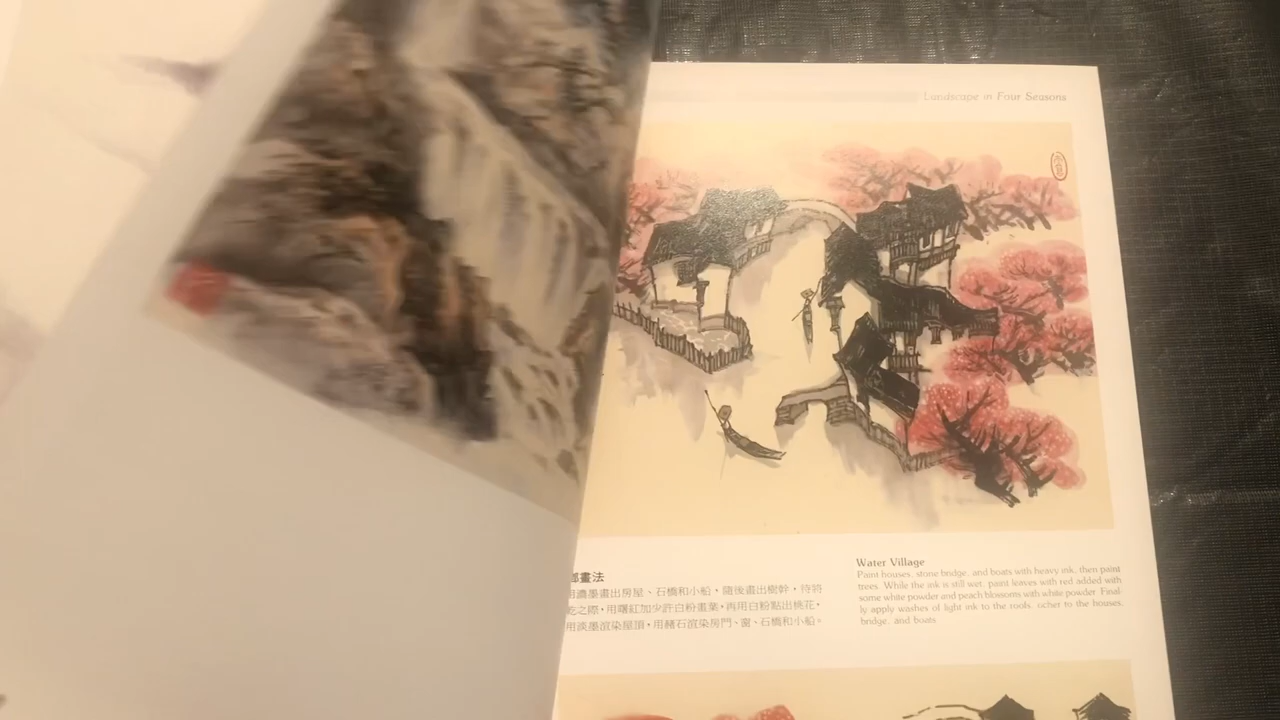 Landscape in Four Seasons
鄉畫法
用濃墨畫出房屋、石橋和小船，隨後畫出樹幹，待將
乾之際，用曙紅加少許白粉畫葉，再用白粉點出桃花，
用淡墨渲染屋頂，用赭石渲染房門、窗、石橋和小船。
Water Village
Paint houses, stone bridge, and boats with heavy ink, then paint
trees. While the ink is still wet, paint leaves with red added with
some white powder and peach blossoms with white powder. Final-
ly apply washes of light ink to the roofs, ocher to the houses,
bridge, and boats.